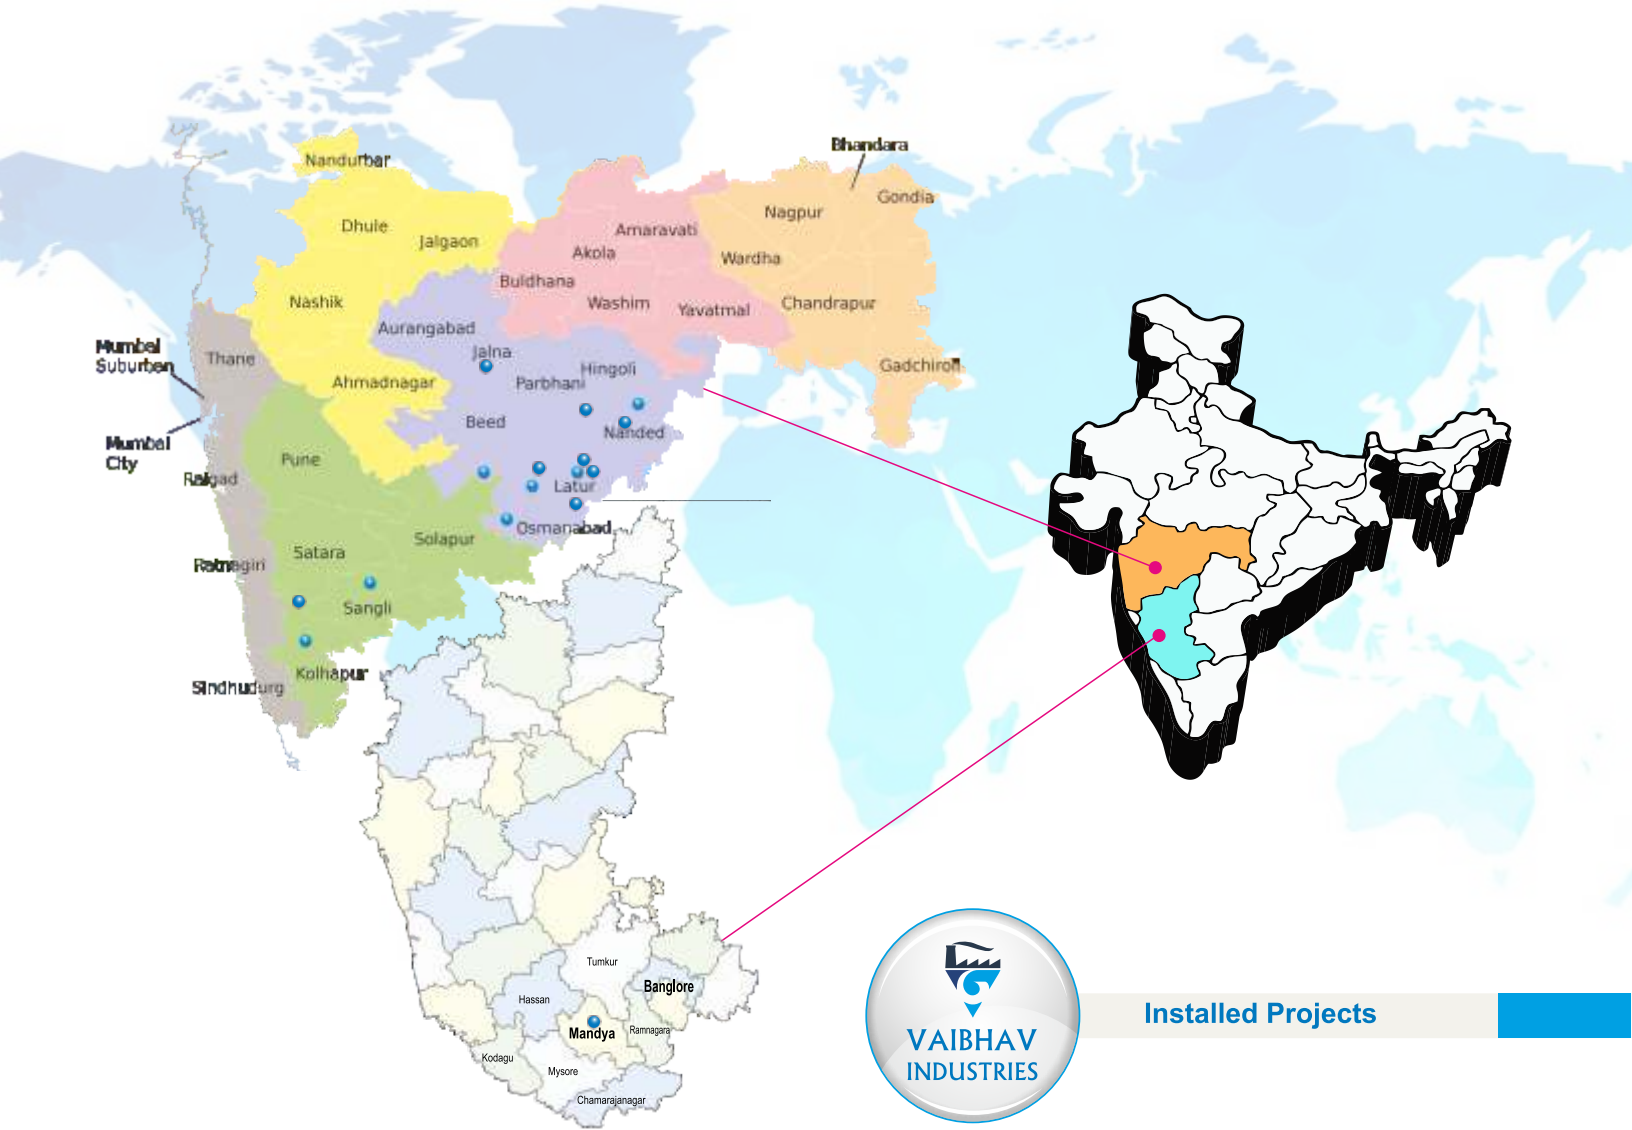 Bhandara
Nandurbar
Gondia
Nagpur
Dhule
Amaravati
Jalgaon
Akola
Wardha
Buldhana
Nashik
Washim
Chandrapur
Yavatmal
Aurangabad
Mumbai
Suburban
Thane
Jalna
Hingoli
Gadchiroli
Ahmadnagar
Parbhani
Beed
Nanded
Mumbai
City
Pune
Raigad
Latur
Osmanabad
Solapur
Satara
Ratnagiri
Sangli
Kolhapur
Sindhudurg
Tumkur
Banglore
Hassan
Mandya
Ramnagara
Kodagu
Mysore
Chamarajanagar
VAIBHAV
INDUSTRIES
Installed Projects